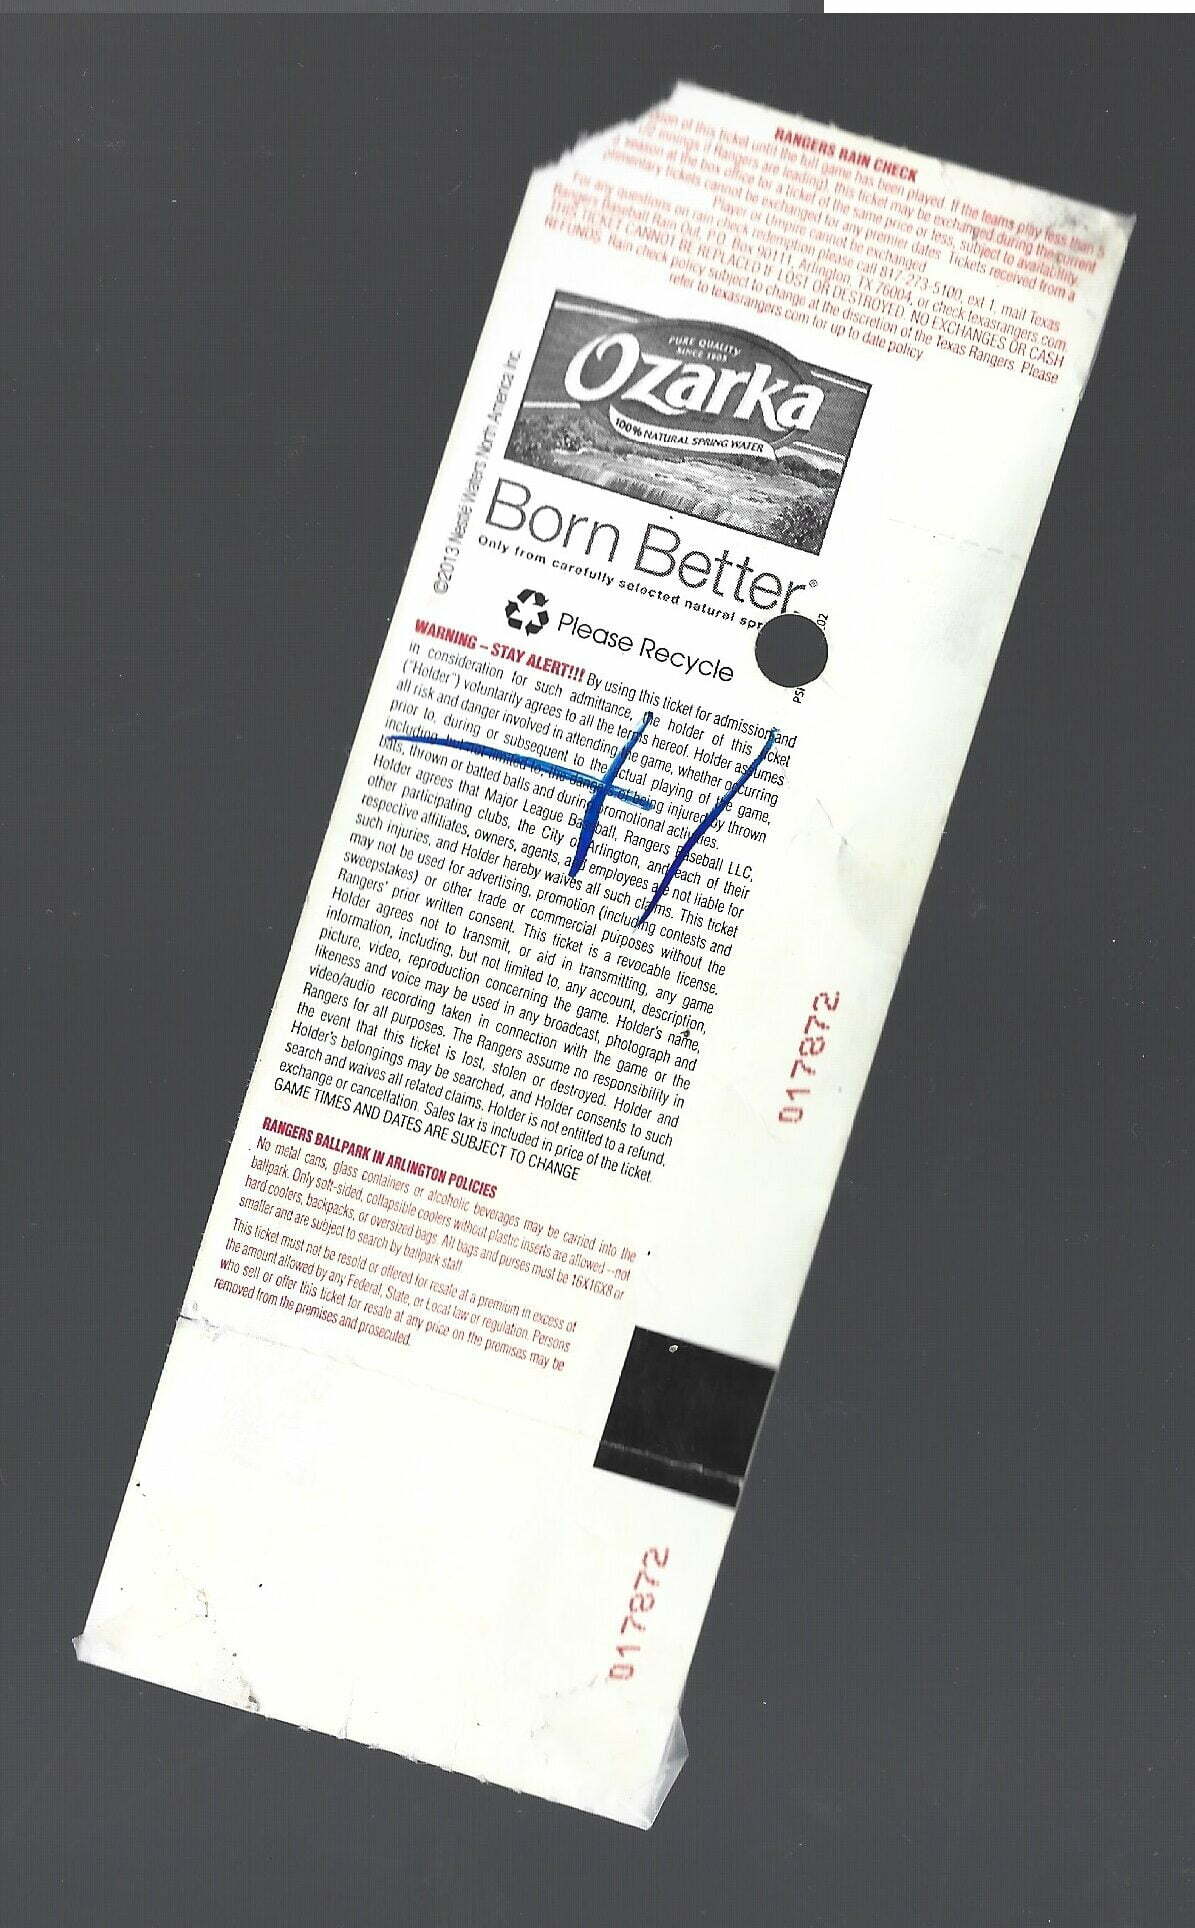 RANGERS RAIN CHECK
of this ticket until the full game has been played. If the teams play less than 5
innings if Rangers are leading), this ticket may be exchanged during the current
season at the box office for a ticket of the same price or less, subject to availability.
tickets cannot be exchanged for any premier dates. Tickets received from a
Player or Umpire cannot be exchanged.
For any questions on rain check redemption please call 817-273-5100, ext 1, mail Texas
Rangers Baseball Rain Out, P.O. Box 90111, Arlington, TX 76004, or check texasrangers.com.
THIS TICKET CANNOT BE REPLACED IF LOST OR DESTROYED. NO EXCHANGES OR CASH
REFUNDS. Rain check policy subject to change at the discretion of the Texas Rangers. Please
refer to texasrangers.com for up to date policy.
PURE QUALITY
SINCE 1905
Ozarka
100% NATURAL SPRING WATER
©2013 Nestlé Waters North America Inc.
Born Better®
Only from carefully selected natural spr
Please Recycle
WARNING – STAY ALERT!!! By using this ticket for admission and
in consideration for such admittance, the holder of this ticket
("Holder") voluntarily agrees to all the terms hereof. Holder assumes
all risk and danger involved in attending the game, whether occurring
prior to, during or subsequent to the actual playing of the game,
including, but not limited to, the danger of being injured by thrown
bats, thrown or batted balls and during promotional activities.
Holder agrees that Major League Baseball, Rangers Baseball LLC,
other participating clubs, the City of Arlington, and each of their
respective affiliates, owners, agents, and employees are not liable for
such injuries, and Holder hereby waives all such claims. This ticket
may not be used for advertising, promotion (including contests and
sweepstakes) or other trade or commercial purposes without the
Rangers' prior written consent. This ticket is a revocable license.
Holder agrees not to transmit, or aid in transmitting, any game
information, including, but not limited to, any account, description,
picture, video, reproduction concerning the game. Holder's name,
likeness and voice may be used in any broadcast, photograph and
video/audio recording taken in connection with the game or the
Rangers for all purposes. The Rangers assume no responsibility in
the event that this ticket is lost, stolen or destroyed. Holder and
Holder's belongings may be searched, and Holder consents to such
search and waives all related claims. Holder is not entitled to a refund,
exchange or cancellation. Sales tax is included in price of the ticket.
GAME TIMES AND DATES ARE SUBJECT TO CHANGE
RANGERS BALLPARK IN ARLINGTON POLICIES
No metal cans, glass containers or alcoholic beverages may be carried into the
ballpark. Only soft-sided, collapsible coolers without plastic inserts are allowed –not
hard coolers, backpacks, or oversized bags. All bags and purses must be 16X16X8 or
smaller and are subject to search by ballpark staff.
This ticket must not be resold or offered for resale at a premium in excess of
the amount allowed by any Federal, State, or Local law or regulation. Persons
who sell or offer this ticket for resale at any price on the premises may be
removed from the premises and prosecuted.
017872
017872